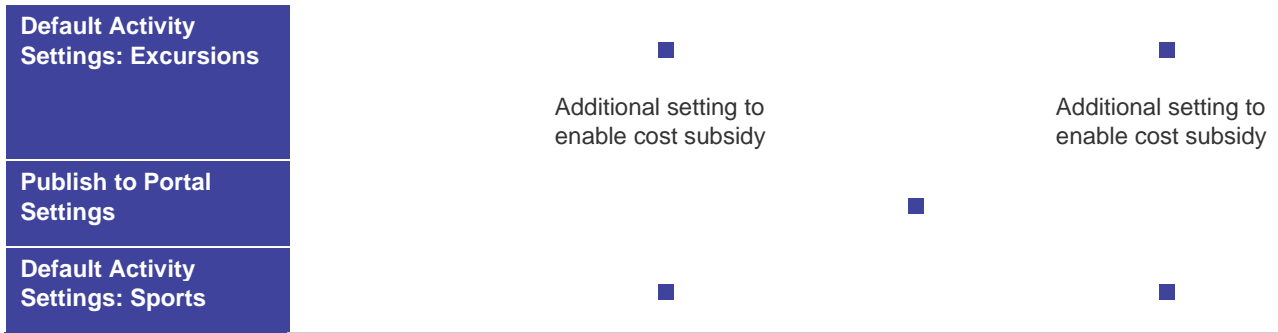 Default Activity
Settings: Excursions
Additional setting to
enable cost subsidy
Additional setting to
enable cost subsidy
Publish to Portal
Settings
Default Activity
Settings: Sports